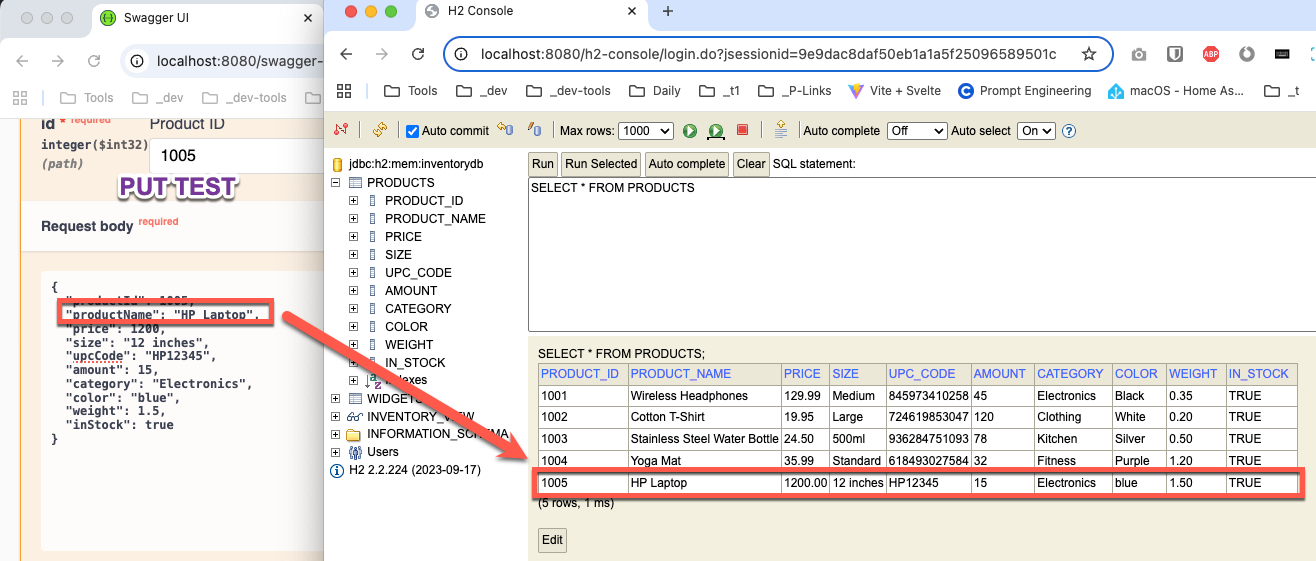 Swagger UI
localhost:8080/swagger-
Tools _dev _dev-tools
id * required Product ID
integer($int32)
(path)
1005
PUT TEST
Request body required
{
"productId": 1005,
"productName": "HP Laptop",
"price": 1200,
"size": "12 inches",
"upcCode": "HP12345",
"amount": 15,
"category": "Electronics",
"color": "blue",
"weight": 1.5,
"inStock": true
}
H2 Console
localhost:8080/h2-console/login.do?jsessionid=9e9dac8daf50eb1a1a5f25096589501c
ABP
Tools _dev _dev-tools Daily _t1 _P-Links Vite + Svelte Prompt Engineering macOS - Home As... _t
Auto commit Max rows: 1000 Auto complete Off Auto select On ?
jdbc:h2:mem:inventorydb
PRODUCTS
PRODUCT_ID
PRODUCT_NAME
PRICE
SIZE
UPC_CODE
AMOUNT
CATEGORY
COLOR
WEIGHT
IN_STOCK
Indexes
WIDGETS
INVENTORY_VIEW
INFORMATION_SCHEMA
Users
H2 2.2.224 (2023-09-17)
Run Run Selected Auto complete Clear SQL statement:
SELECT * FROM PRODUCTS
SELECT * FROM PRODUCTS;
PRODUCT_ID PRODUCT_NAME PRICE SIZE UPC_CODE AMOUNT CATEGORY COLOR WEIGHT IN_STOCK
1001 Wireless Headphones 129.99 Medium 845973410258 45 Electronics Black 0.35 TRUE
1002 Cotton T-Shirt 19.95 Large 724619853047 120 Clothing White 0.20 TRUE
1003 Stainless Steel Water Bottle 24.50 500ml 936284751093 78 Kitchen Silver 0.50 TRUE
1004 Yoga Mat 35.99 Standard 618493027584 32 Fitness Purple 1.20 TRUE
1005 HP Laptop 1200.00 12 inches HP12345 15 Electronics blue 1.50 TRUE
(5 rows, 1 ms)
Edit